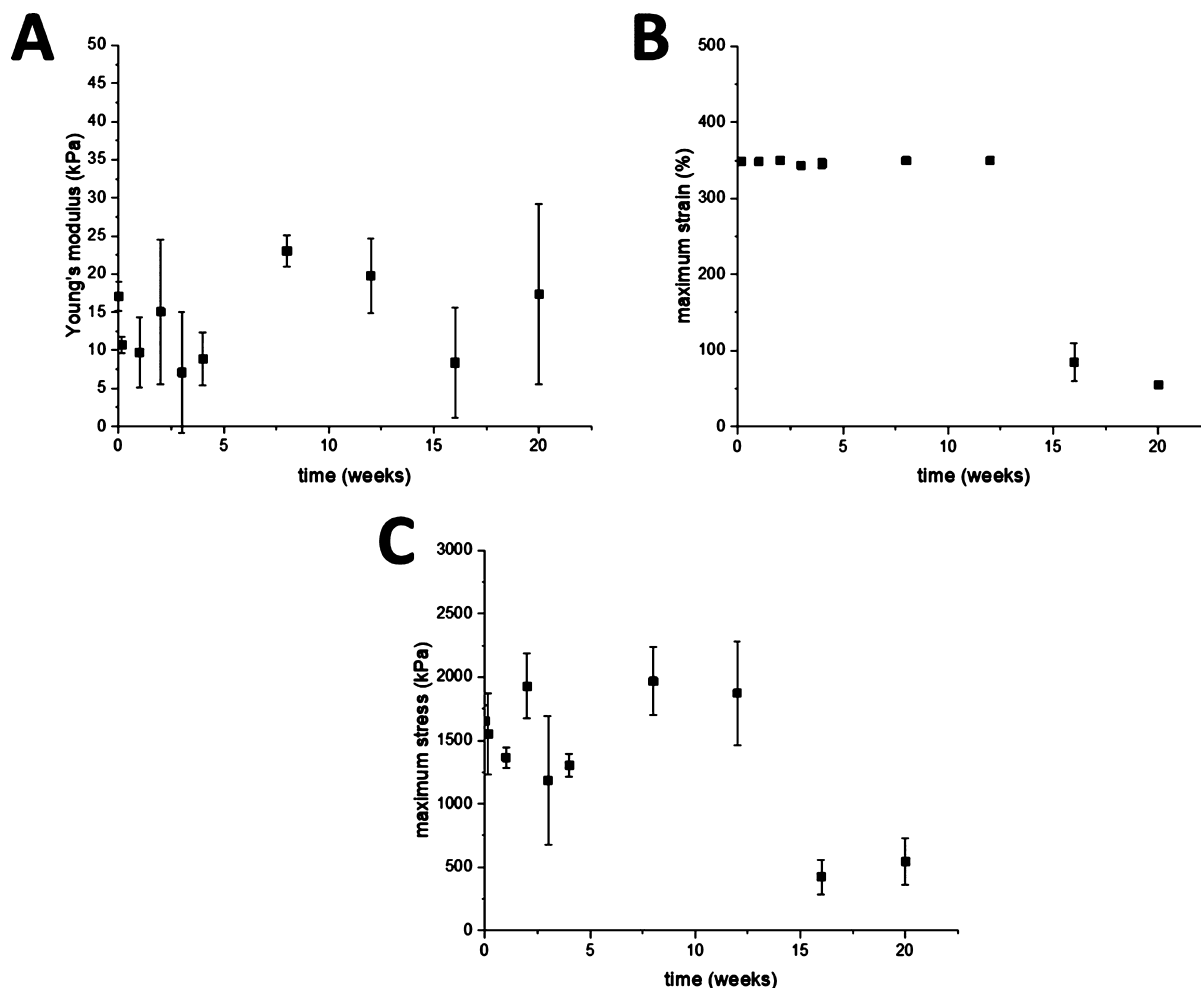 A
50
45
40
35
30
25
20
15
10
5
0
Young's modulus (kPa)
0 5 10 15 20
time (weeks)
B
500
400
300
200
100
0
maximum strain (%)
0 5 10 15 20
time (weeks)
C
3000
2500
2000
1500
1000
500
0
maximum stress (kPa)
0 5 10 15 20
time (weeks)